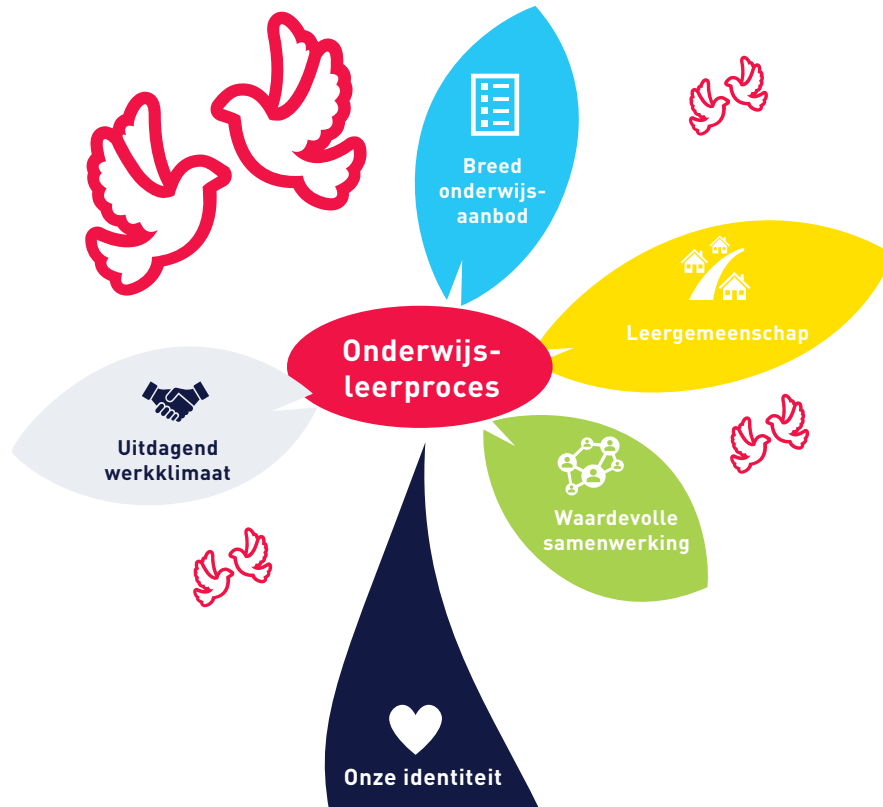 Breed
onderwijs-
aanbod
Leergemeenschap
Onderwijs-
leerproces
Uitdagend
werkklimaat
Waardevolle
samenwerking
Onze identiteit